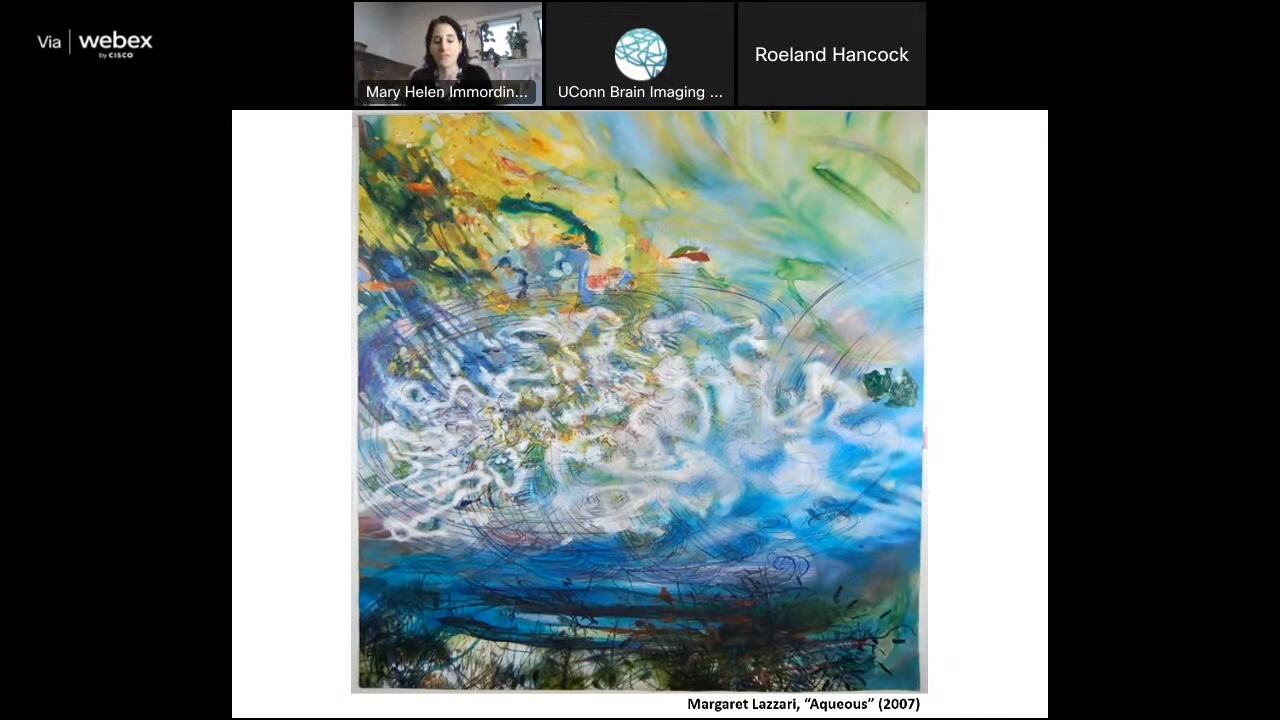 Via | webex
by CISCO
Mary Helen Immordin...
UConn Brain Imaging ...
Roeland Hancock
Margaret Lazzari, “Aqueous” (2007)